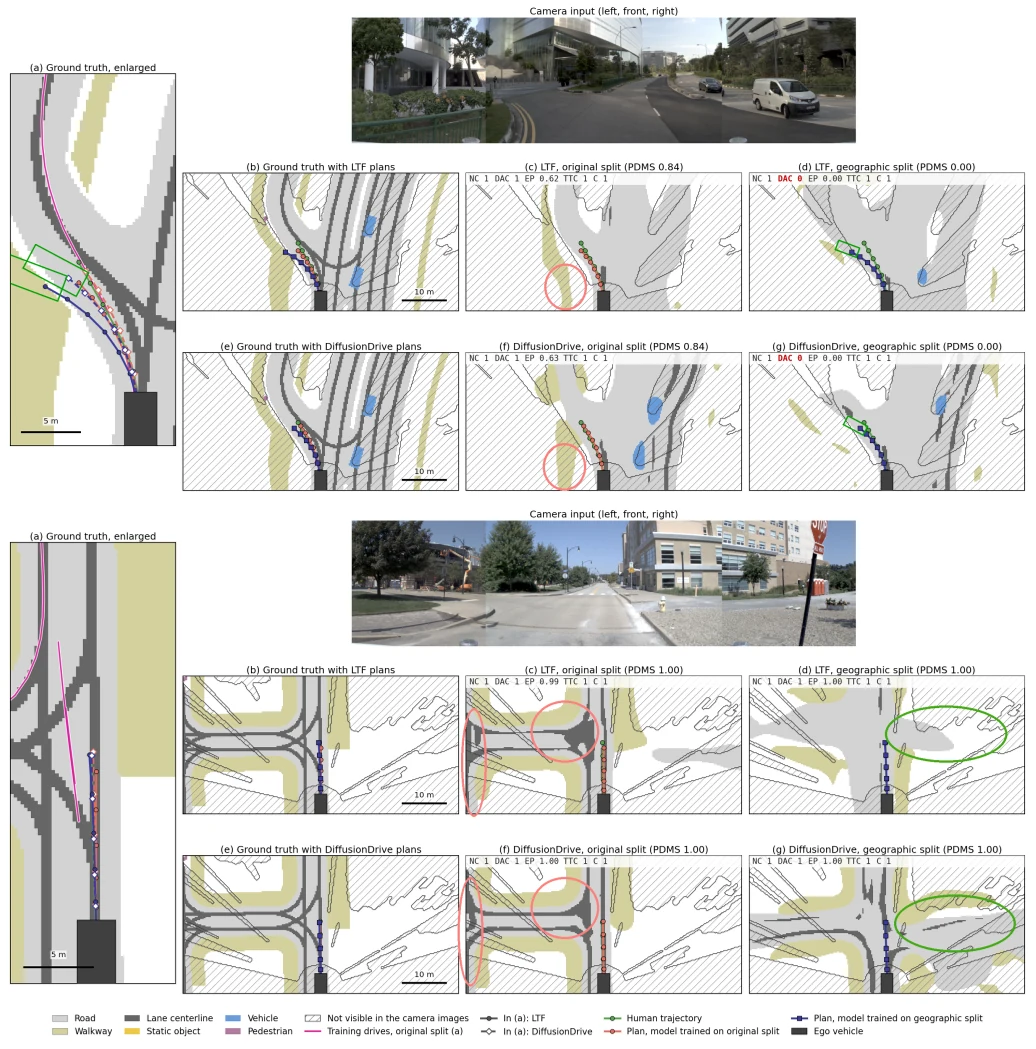 Camera input (left, front, right)
(a) Ground truth, enlarged
5 m
(b) Ground truth with LTF plans
10 m
(c) LTF, original split (PDMS 0.84)
NC 1 DAC 1 EP 0.62 TTC 1 C 1
(d) LTF, geographic split (PDMS 0.00)
NC 1 DAC 0 EP 0.00 TTC 1 C 1
(e) Ground truth with DiffusionDrive plans
10 m
(f) DiffusionDrive, original split (PDMS 0.84)
NC 1 DAC 1 EP 0.63 TTC 1 C 1
(g) DiffusionDrive, geographic split (PDMS 0.00)
NC 1 DAC 0 EP 0.00 TTC 1 C 1
Camera input (left, front, right)
STOP
(a) Ground truth, enlarged
5 m
(b) Ground truth with LTF plans
10 m
(c) LTF, original split (PDMS 1.00)
NC 1 DAC 1 EP 0.99 TTC 1 C 1
(d) LTF, geographic split (PDMS 1.00)
NC 1 DAC 1 EP 1.00 TTC 1 C 1
(e) Ground truth with DiffusionDrive plans
10 m
(f) DiffusionDrive, original split (PDMS 1.00)
NC 1 DAC 1 EP 1.00 TTC 1 C 1
(g) DiffusionDrive, geographic split (PDMS 1.00)
NC 1 DAC 1 EP 1.00 TTC 1 C 1
Road
Walkway
Lane centerline
Static object
Vehicle
Pedestrian
Not visible in the camera images
Training drives, original split (a)
In (a): LTF
In (a): DiffusionDrive
Human trajectory
Plan, model trained on original split
Plan, model trained on geographic split
Ego vehicle